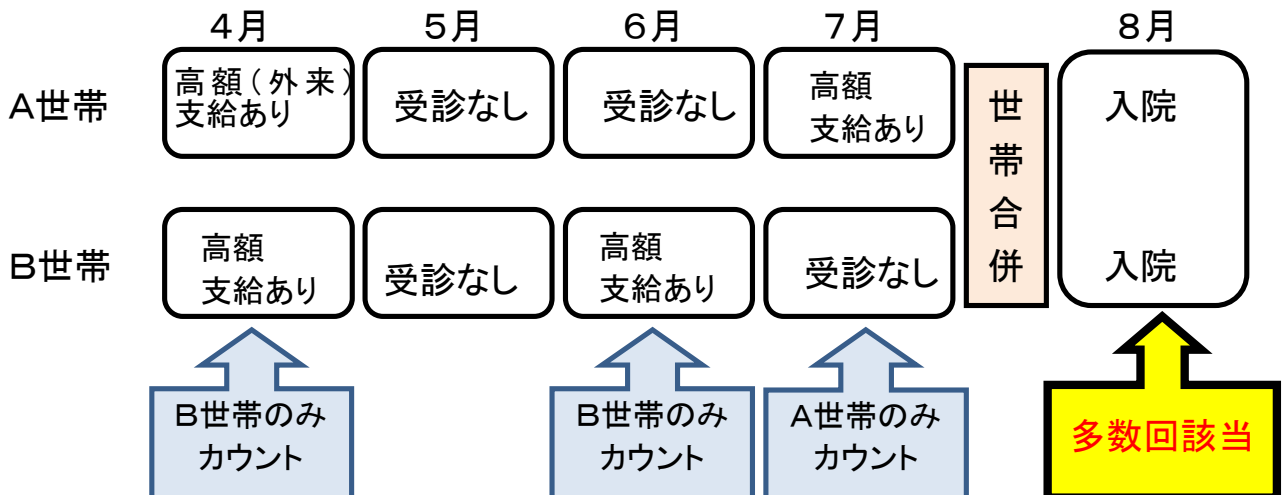 4月 5月 6月 7月 8月
A世帯
高額(外来)
支給あり
受診なし
受診なし
高額
支給あり
世帯合併
入院
B世帯
高額
支給あり
受診なし
高額
支給あり
受診なし
入院
B世帯のみ
カウント
B世帯のみ
カウント
A世帯のみ
カウント
多数回該当